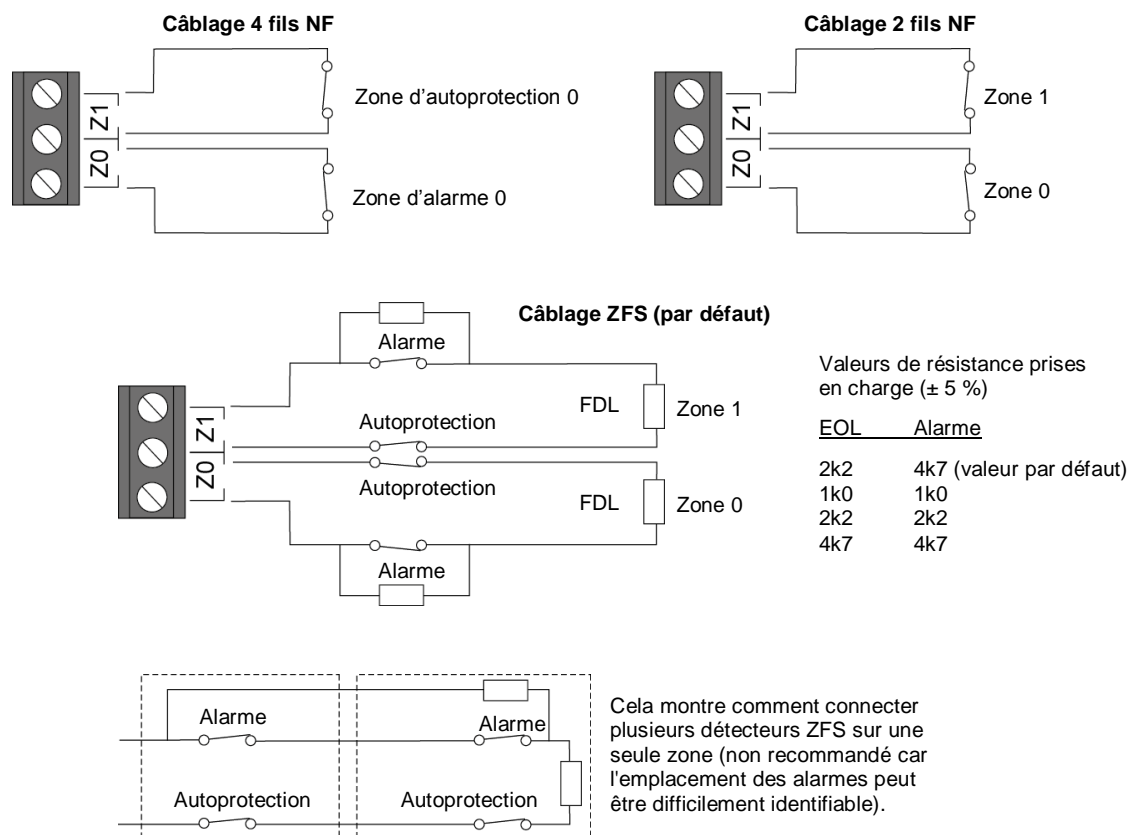 Câblage 4 fils NF
Z1
Z0
Zone d'autoprotection 0
Zone d'alarme 0
Câblage 2 fils NF
Z1
Z0
Zone 1
Zone 0
Câblage ZFS (par défaut)
Z1
Z0
Alarme
FDL
Zone 1
Autoprotection
Autoprotection
FDL
Zone 0
Alarme
Valeurs de résistance prises
en charge (± 5 %)
EOL Alarme
2k2 4k7 (valeur par défaut)
1k0 1k0
2k2 2k2
4k7 4k7
Alarme
Alarme
Autoprotection
Autoprotection
Cela montre comment connecter
plusieurs détecteurs ZFS sur une
seule zone (non recommandé car
l'emplacement des alarmes peut
être difficilement identifiable).